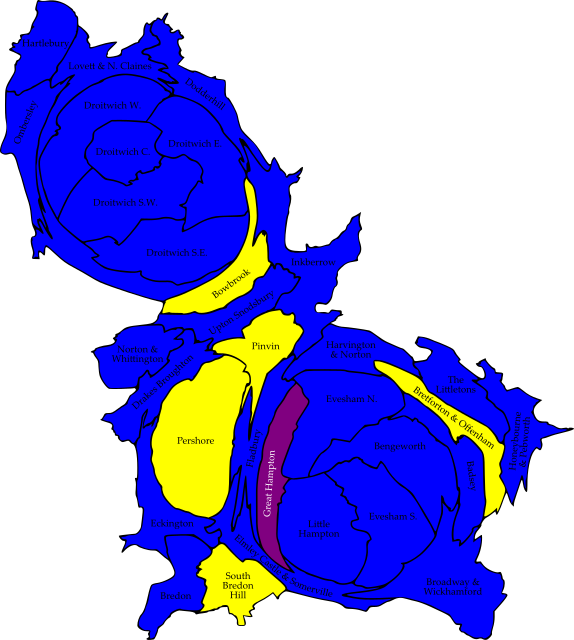 Hartlebury
Lovett & N. Claines
Dodderhill
Ombersley
Droitwich W.
Droitwich E.
Droitwich C.
Droitwich S.W.
Droitwich S.E.
Bowbrook
Inkberrow
Upton Snodsbury
Pinvin
Norton &
Whittington
Harvington
& Norton
Drakes Broughton
The
Littletons
Evesham N.
Bretforton & Offenham
Pershore
Bengeworth
Honeybourne
& Pebworth
Fladbury
Badsey
Great Hampton
Little
Hampton
Evesham S.
Eckington
Elmley Castle & Somerville
South
Bredon
Hill
Bredon
Broadway &
Wickhamford